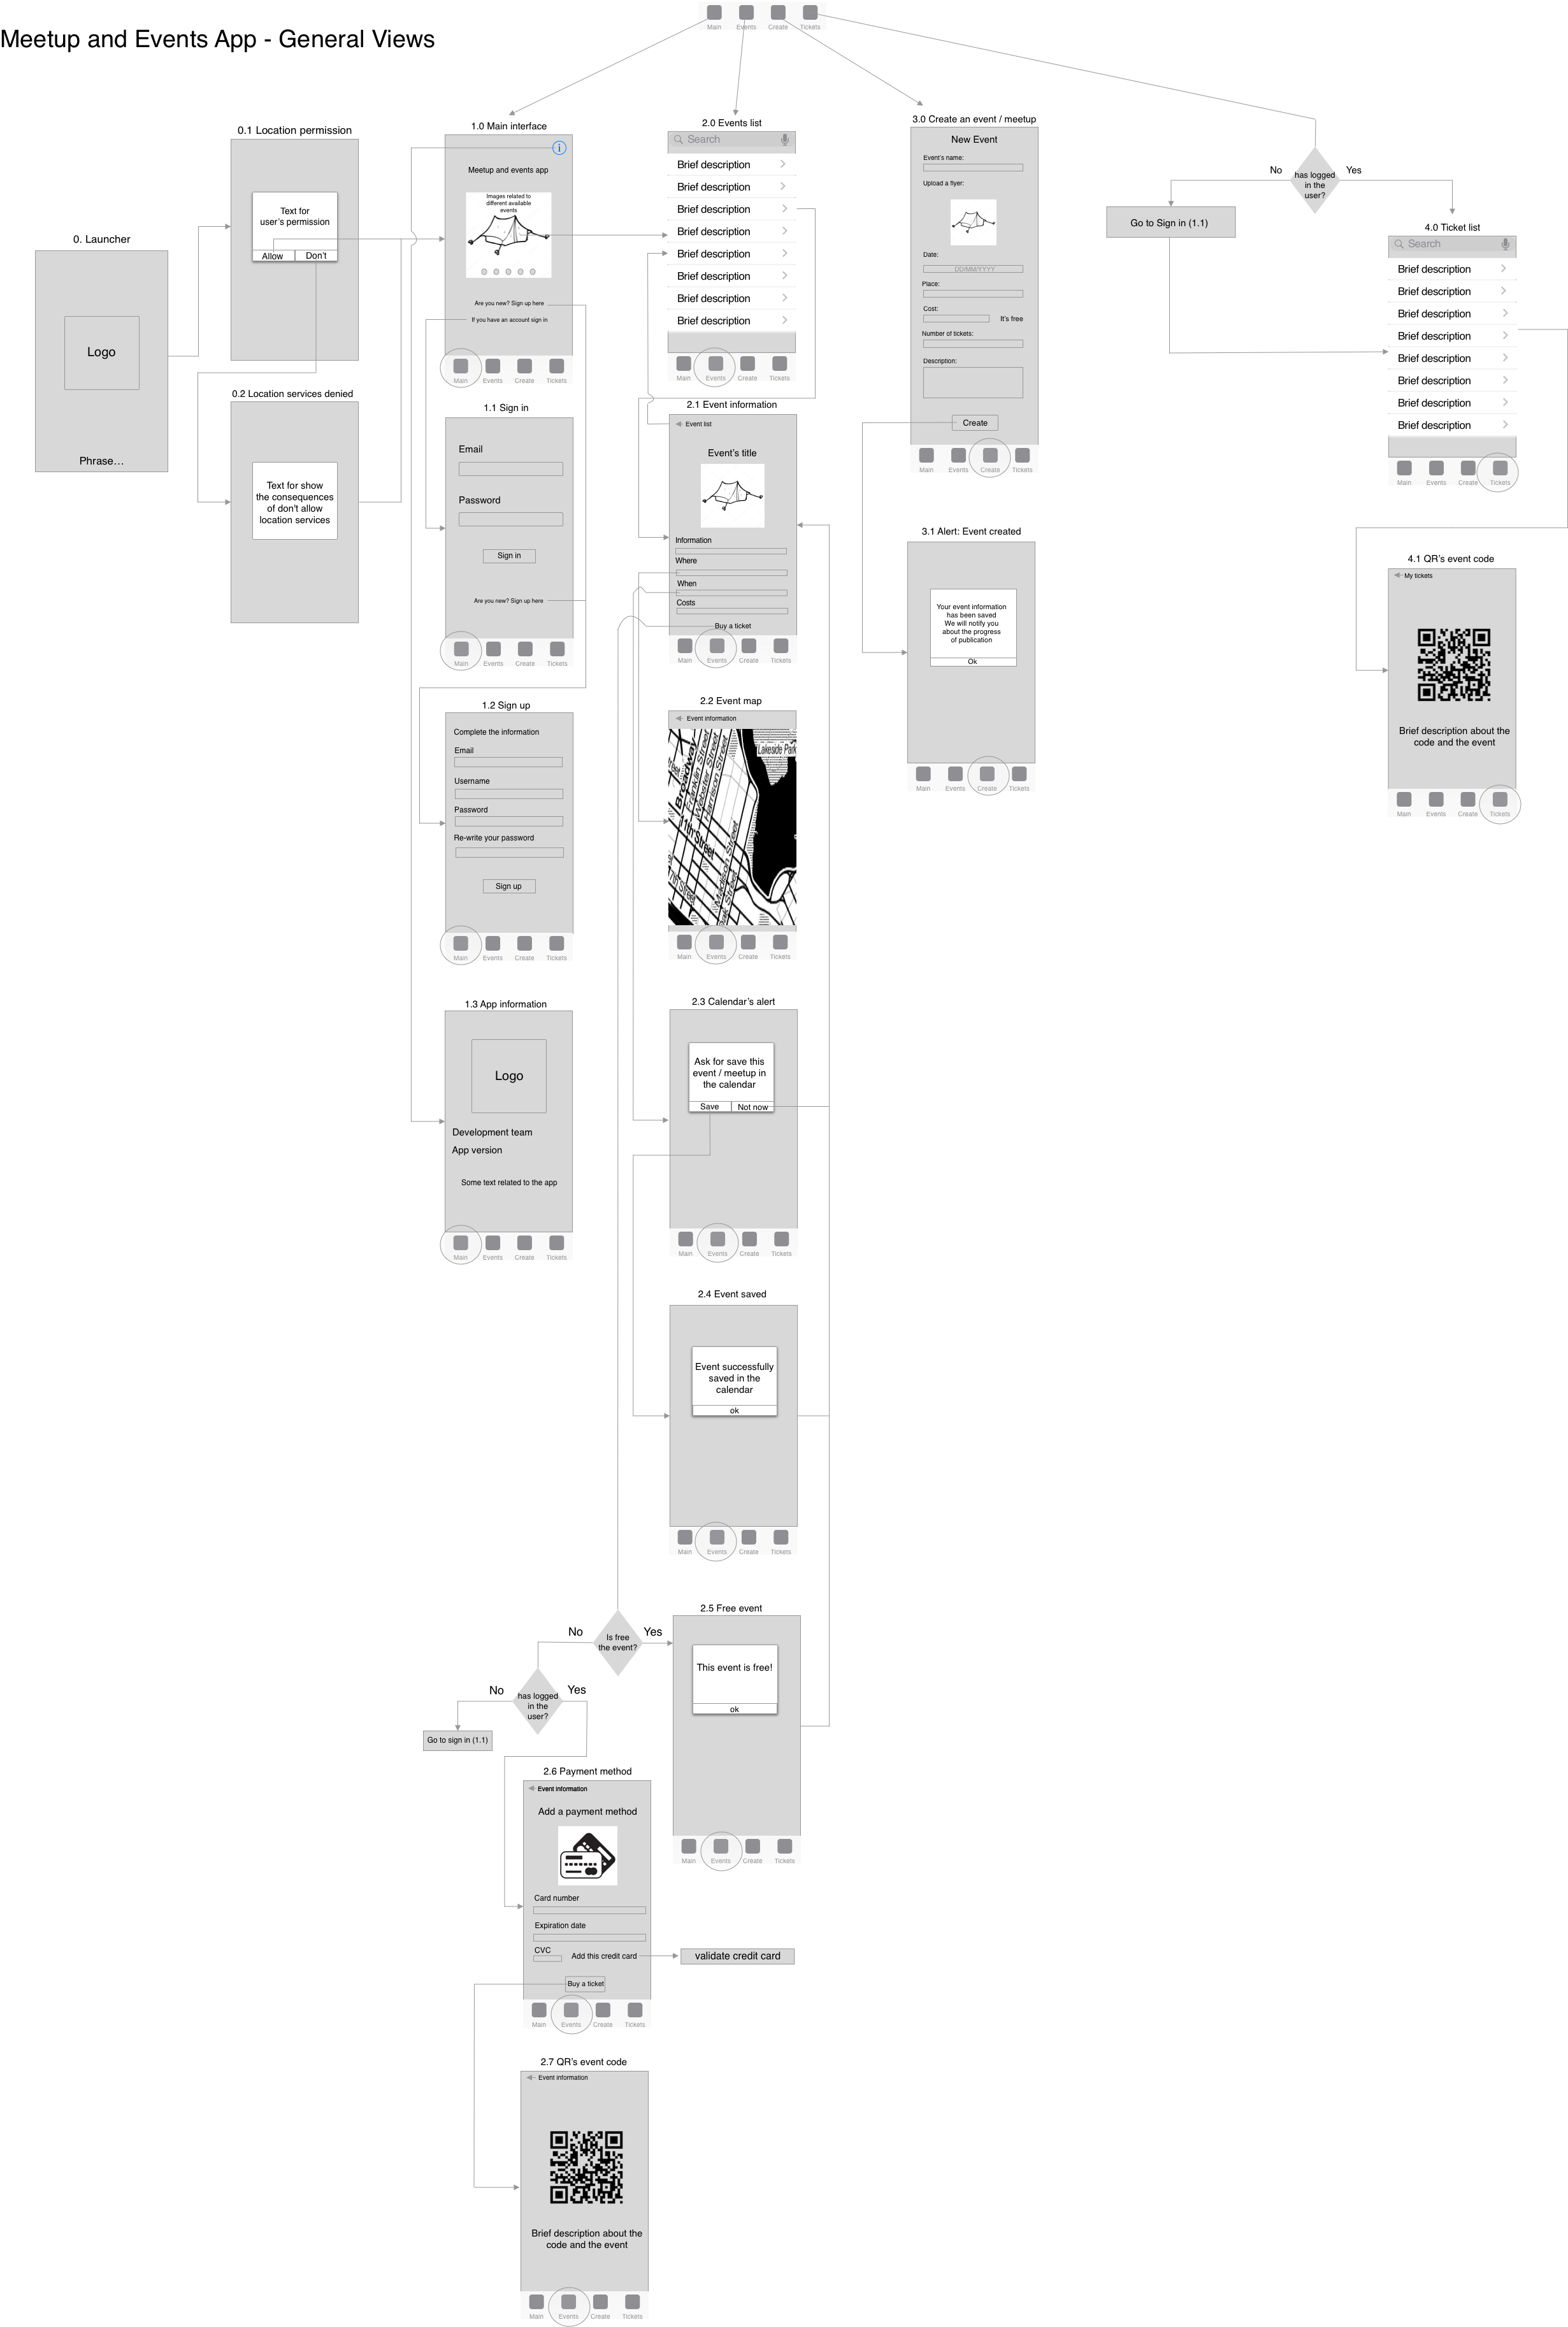 Meetup and Events App - General Views
Main
Events
Create
Tickets
0. Launcher
Logo
Phrase...
0.1 Location permission
Text for
user's permission
Allow
Don't
0.2 Location services denied
Text for show
the consequences
of don't allow
location services
1.0 Main interface
Meetup and events app
Images related to
different available
events
Are you new? Sign up here
If you have an account sign in
Main
Events
Create
Tickets
1.1 Sign in
Email
Password
Sign in
Are you new? Sign up here
Main
Events
Create
Tickets
1.2 Sign up
Complete the information
Email
Username
Password
Re-write your password
Sign up
Main
Events
Create
Tickets
1.3 App information
Logo
Development team
App version
Some text related to the app
Main
Events
Create
Tickets
2.0 Events list
Search
Brief description
Brief description
Brief description
Brief description
Brief description
Brief description
Brief description
Brief description
Main
Events
Create
Tickets
2.1 Event information
Event list
Event's title
Information
Where
When
Costs
Buy a ticket
Main
Events
Create
Tickets
2.2 Event map
Event information
Lakeside Park
Broadway
Franklin Street
Webster Street
Harrison Street
11th Street
Madison Street
Oak Street
7th Street
Main
Events
Create
Tickets
2.3 Calendar's alert
Ask for save this
event / meetup in
the calendar
Save
Not now
Main
Events
Create
Tickets
2.4 Event saved
Event successfully
saved in the
calendar
ok
Main
Events
Create
Tickets
Is free
the event?
No
Yes
has logged
in the
user?
No
Yes
Go to sign in (1.1)
2.5 Free event
This event is free!
ok
Main
Events
Create
Tickets
2.6 Payment method
Event information
Add a payment method
Card number
Expiration date
CVC
Add this credit card
validate credit card
Buy a ticket
Main
Events
Create
Tickets
2.7 QR's event code
Event information
Brief description about the
code and the event
Main
Events
Create
Tickets
3.0 Create an event / meetup
New Event
Event's name:
Upload a flyer:
Date:
DD/MM/YYYY
Place:
Cost:
It's free
Number of tickets:
Description:
Create
Main
Events
Create
Tickets
3.1 Alert: Event created
Your event information
has been saved
We will notify you
about the progress
of publication
Ok
Main
Events
Create
Tickets
has logged
in the
user?
No
Yes
Go to Sign in (1.1)
4.0 Ticket list
Search
Brief description
Brief description
Brief description
Brief description
Brief description
Brief description
Brief description
Brief description
Main
Events
Create
Tickets
4.1 QR's event code
My tickets
Brief description about the
code and the event
Main
Events
Create
Tickets